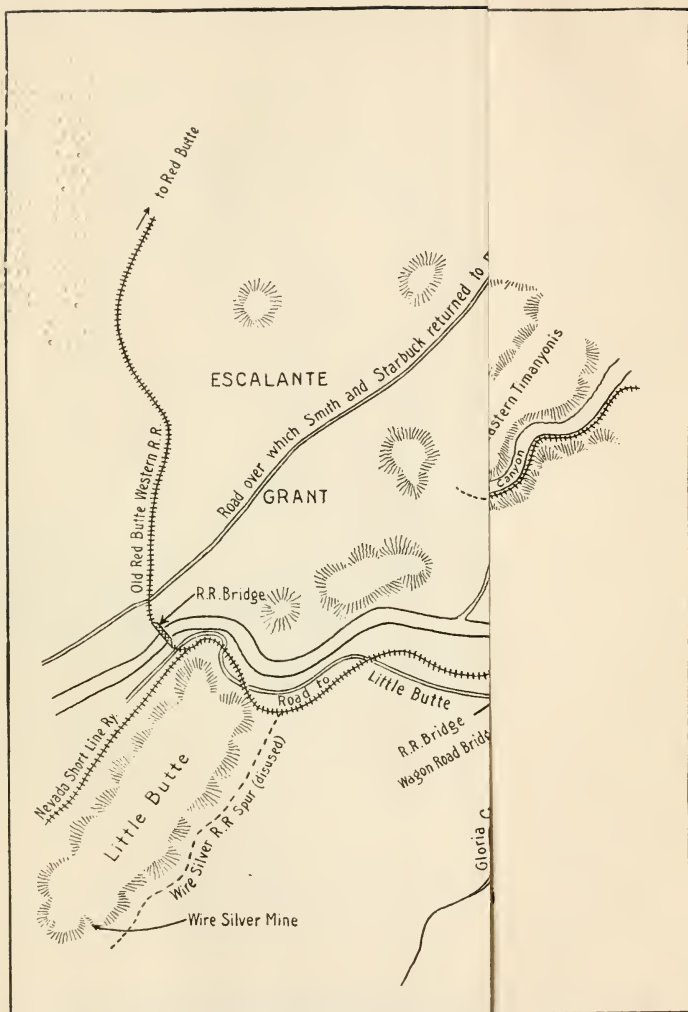 to Red Butte
Old Red Butte Western R.R.
ESCALANTE
Road over which Smith and Starbuck returned to
GRANT
astern Timanyonis
Canyon
R.R. Bridge
Road to Little Butte
R.R. Bridge
Wagon Road Bridg
Nevada Short Line Ry.
Little Butte
Wire Silver R.R Spur (disused)
Gloria C
Wire Silver Mine